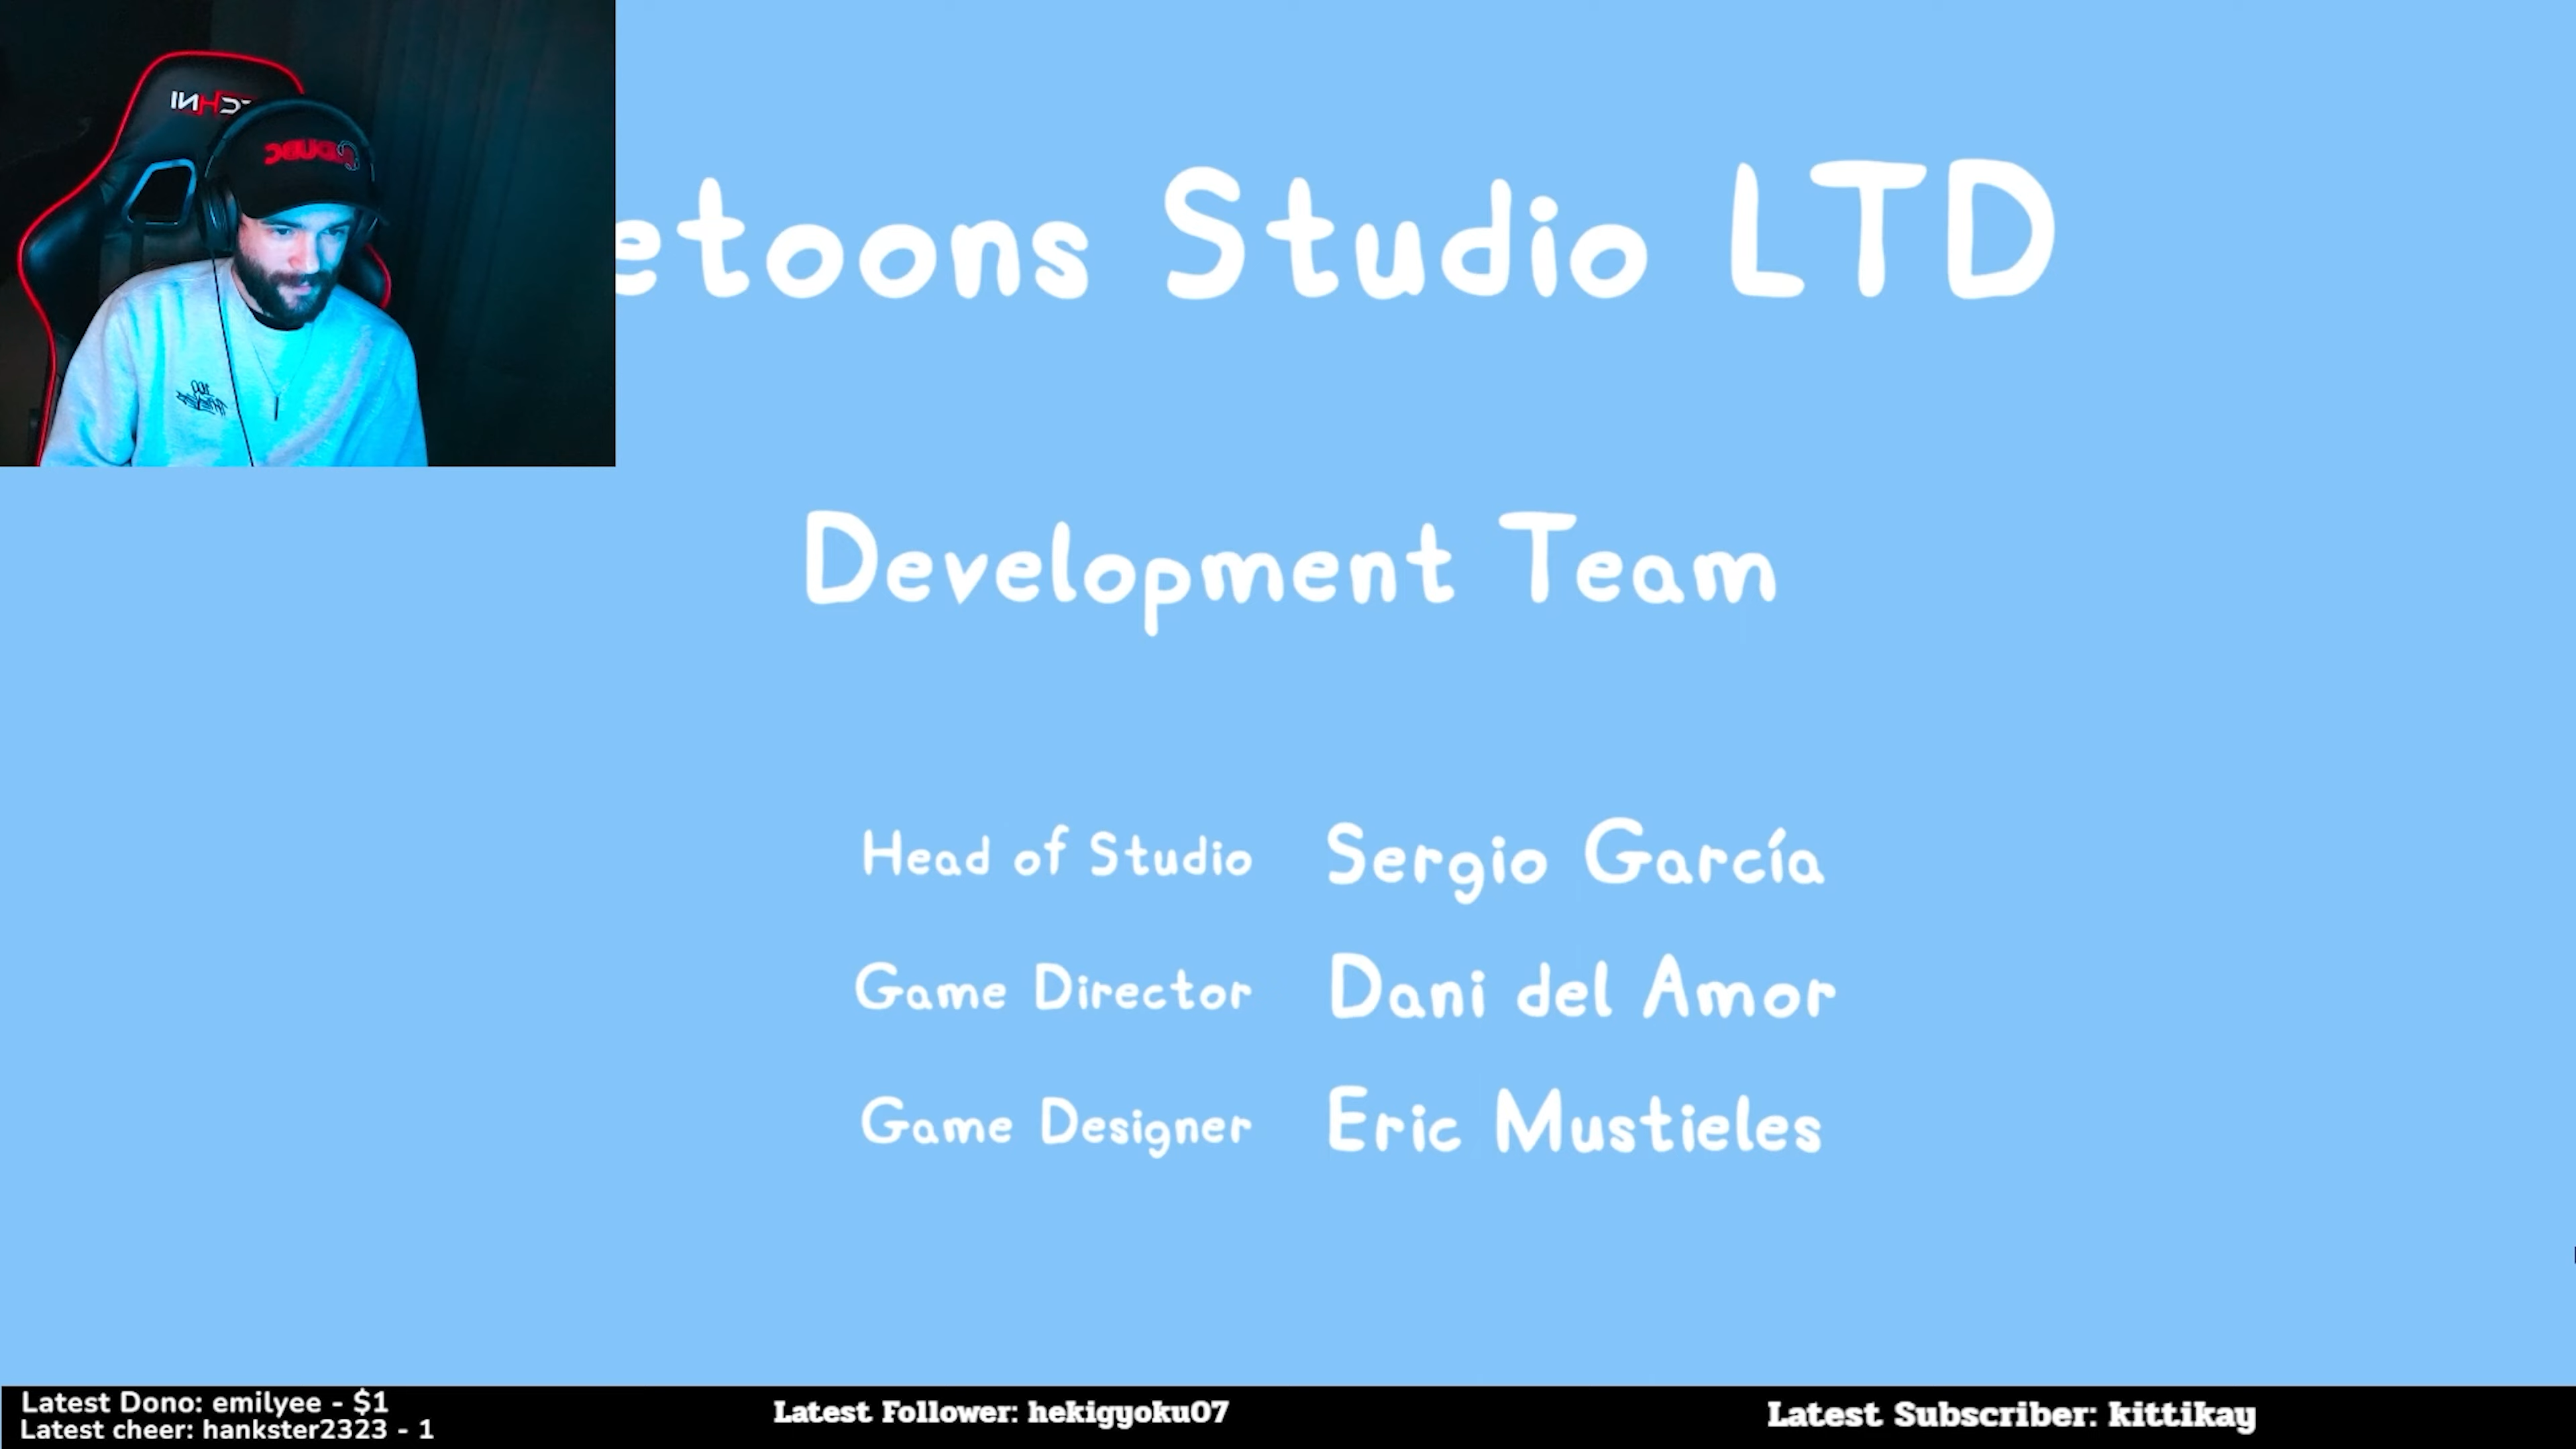 etoons Studio LTD
Development Team
Head of Studio Sergio García
Game Director Dani del Amor
Game Designer Eric Mustieles
Latest Dono: emilyee - $1
Latest cheer: hankster2323 - 1
Latest Follower: hekigyoku07
Latest Subscriber: kittikay